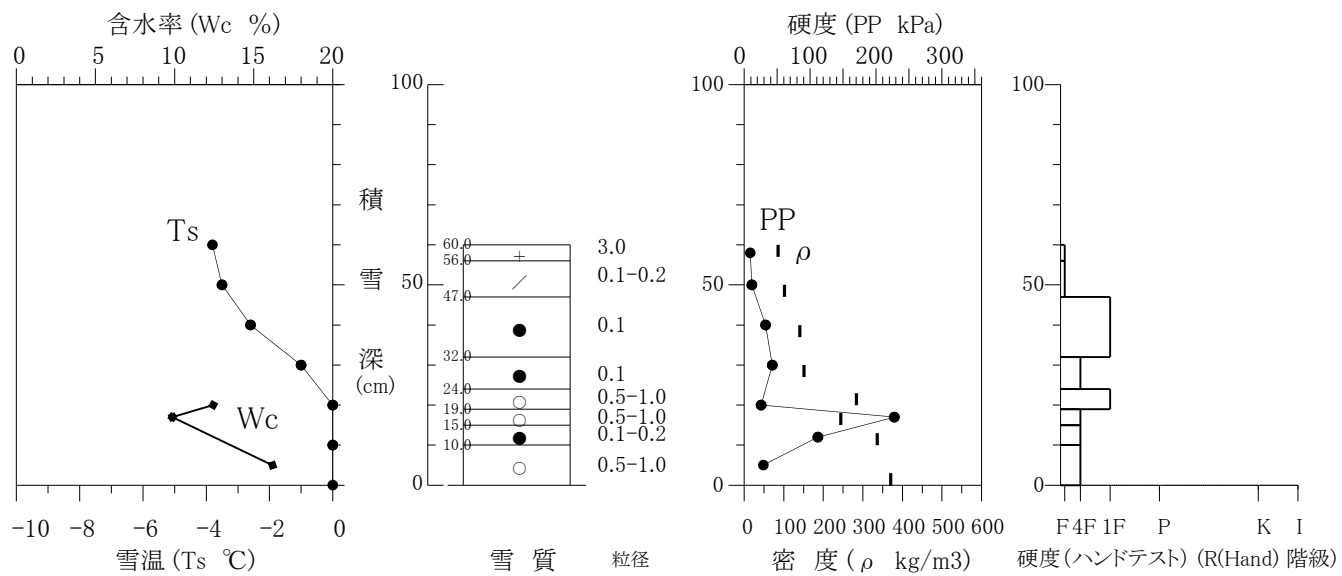 含水率 (Wc %)
0 5 10 15 20
Ts
Wc
-10 -8 -6 -4 -2 0
雪温 (Ts ℃)
積
雪
深
(cm)
100
50
0
60.0
56.0
47.0
32.0
24.0
19.0
15.0
10.0
3.0
0.1-0.2
0.1
0.1
0.5-1.0
0.5-1.0
0.1-0.2
0.5-1.0
雪 質
粒径
硬度 (PP kPa)
0 100 200 300
100
50
0
PP
ρ
0 100 200 300 400 500 600
密 度 (ρ kg/m3)
100
50
0
F 4F 1F P K I
硬度(ハンドテスト) (R(Hand) 階級)